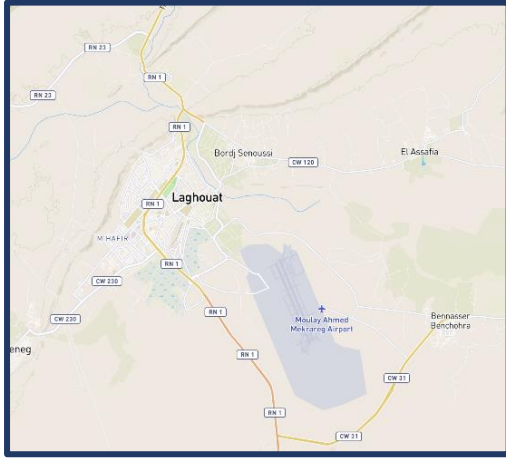 RN 23
RN 1
RN 23
RN 1
Bordj Senoussi
El Assafia
CW 120
Laghouat
RN 1
M'HAFIR
RN 1
CW 230
RN 1
Moulay Ahmed
Mekrareg Airport
Bennasser
Benchohra
CW 230
eneg
RN 1
CW 31
RN 1
CW 31